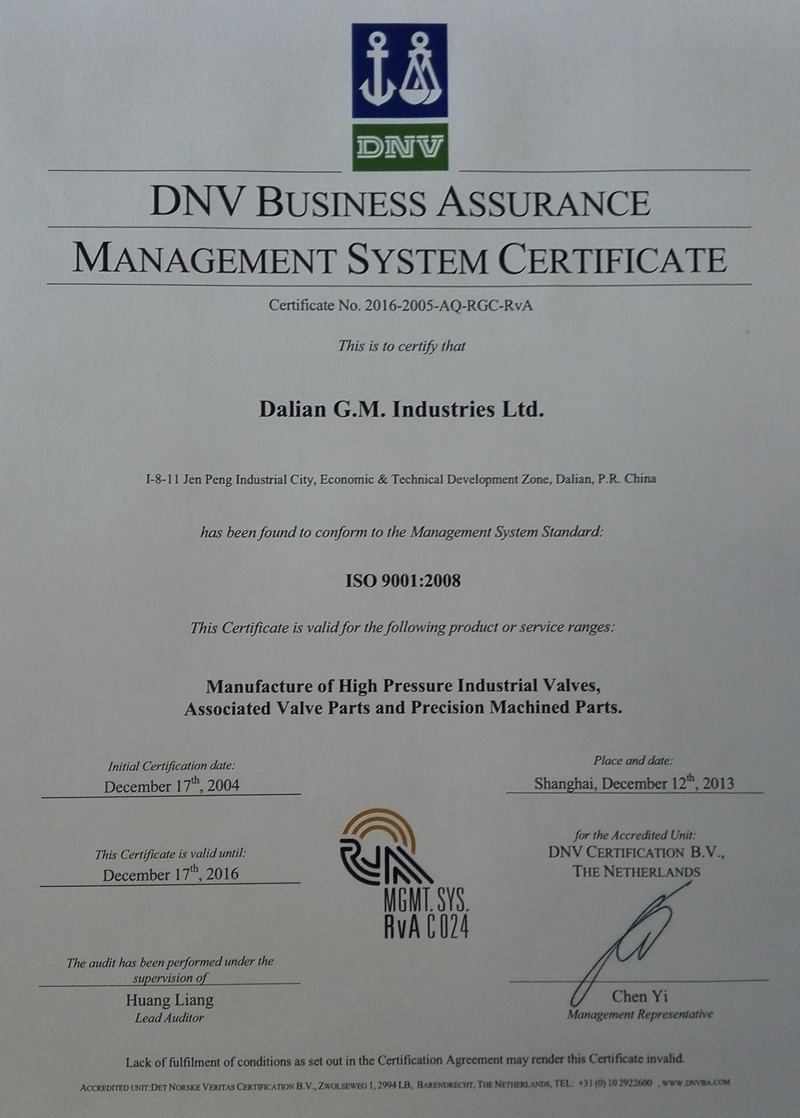 DNV
DNV BUSINESS ASSURANCE
MANAGEMENT SYSTEM CERTIFICATE
Certificate No. 2016-2005-AQ-RGC-RvA
This is to certify that
Dalian G.M. Industries Ltd.
I-8-11 Jen Peng Industrial City, Economic & Technical Development Zone, Dalian, P.R. China
has been found to conform to the Management System Standard:
ISO 9001:2008
This Certificate is valid for the following product or service ranges:
Manufacture of High Pressure Industrial Valves,
Associated Valve Parts and Precision Machined Parts.
Initial Certification date:
December 17th, 2004
Place and date:
Shanghai, December 12th, 2013
This Certificate is valid until:
December 17th, 2016
for the Accredited Unit:
DNV CERTIFICATION B.V.,
THE NETHERLANDS
RvA
MGMT. SYS.
RvA C 024
The audit has been performed under the
supervision of
Huang Liang
Lead Auditor
Chen Yi
Management Representative
Lack of fulfilment of conditions as set out in the Certification Agreement may render this Certificate invalid.
ACCREDITED UNIT:DET NORSKE VERITAS CERTIFICATION B.V., ZWOLSEWEG 1, 2994 LB, BARENDRECHT, THE NETHERLANDS, TEL: +31 (0) 10 2922600 , WWW.DNVBA.COM